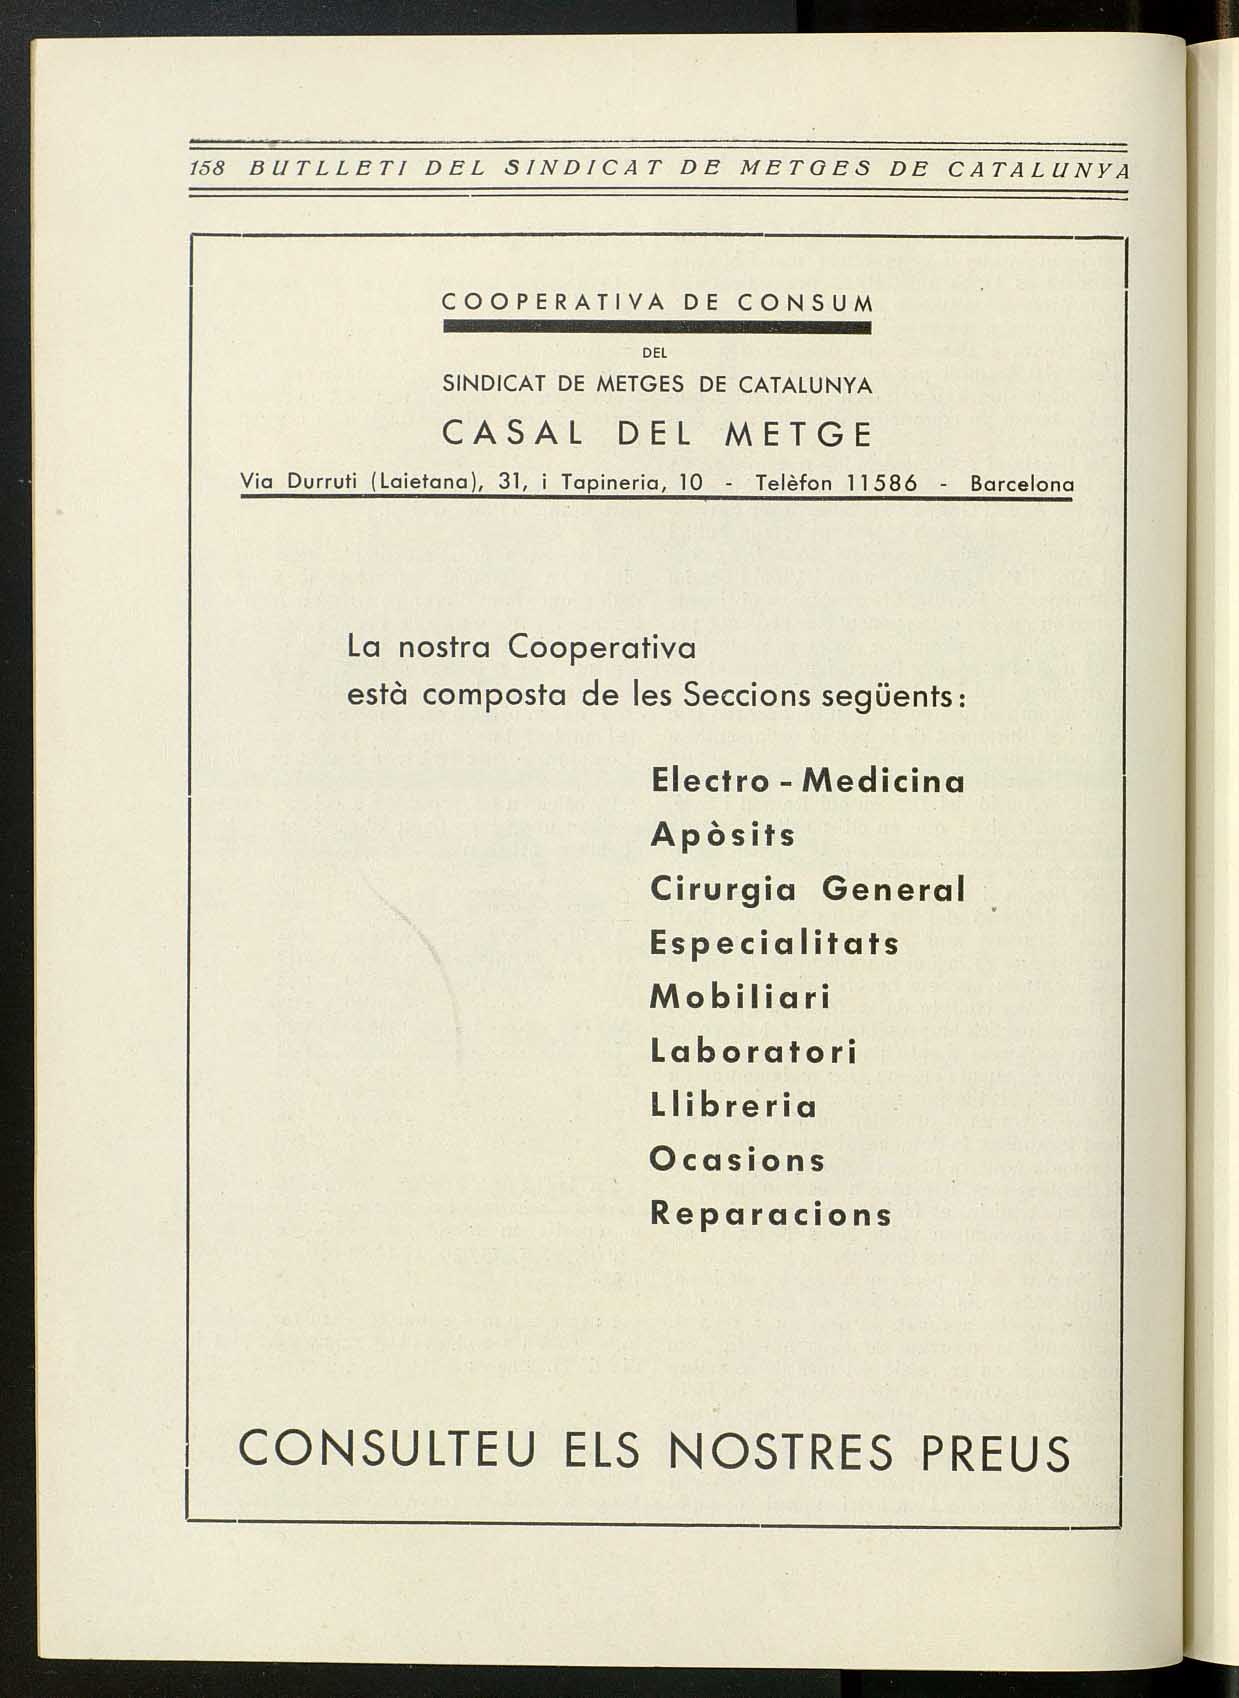 158 BUTLLETI DEL SINDICAT DE METGES DE CATALUNYA
COOPERATIVA DE CONSUM
DEL
SINDICAT DE METGES DE CATALUNYA
CASAL DEL METGE
Via Durruti (Laietana), 31, i Tapineria, 10 - Telèfon 11586 - Barcelona
La nostra Cooperativa
està composta de les Seccions següents:
Electro - Medicina
Apòsits
Cirurgia General
Especialitats
Mobiliari
Laboratori
Llibreria
Ocasions
Reparacions
CONSULTEU ELS NOSTRES PREUS